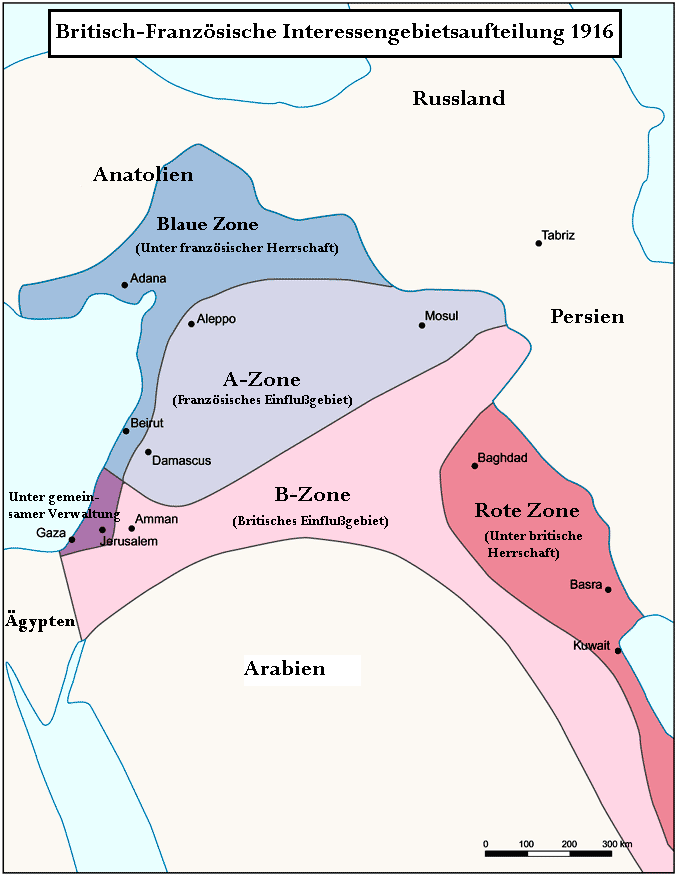 Britisch-Französische Interessengebietsaufteilung 1916
Russland
Anatolien
Blaue Zone
(Unter französischer Herrschaft)
Tabriz
Adana
Aleppo
Mosul
Persien
A-Zone
(Französisches Einflußgebiet)
Beirut
Damascus
Baghdad
Unter gemein-
samer Verwaltung
B-Zone
(Britisches Einflußgebiet)
Rote Zone
(Unter britische
Herrschaft)
Gaza
Amman
Jerusalem
Basra
Ägypten
Kuwait
Arabien
0 100 200 300 km